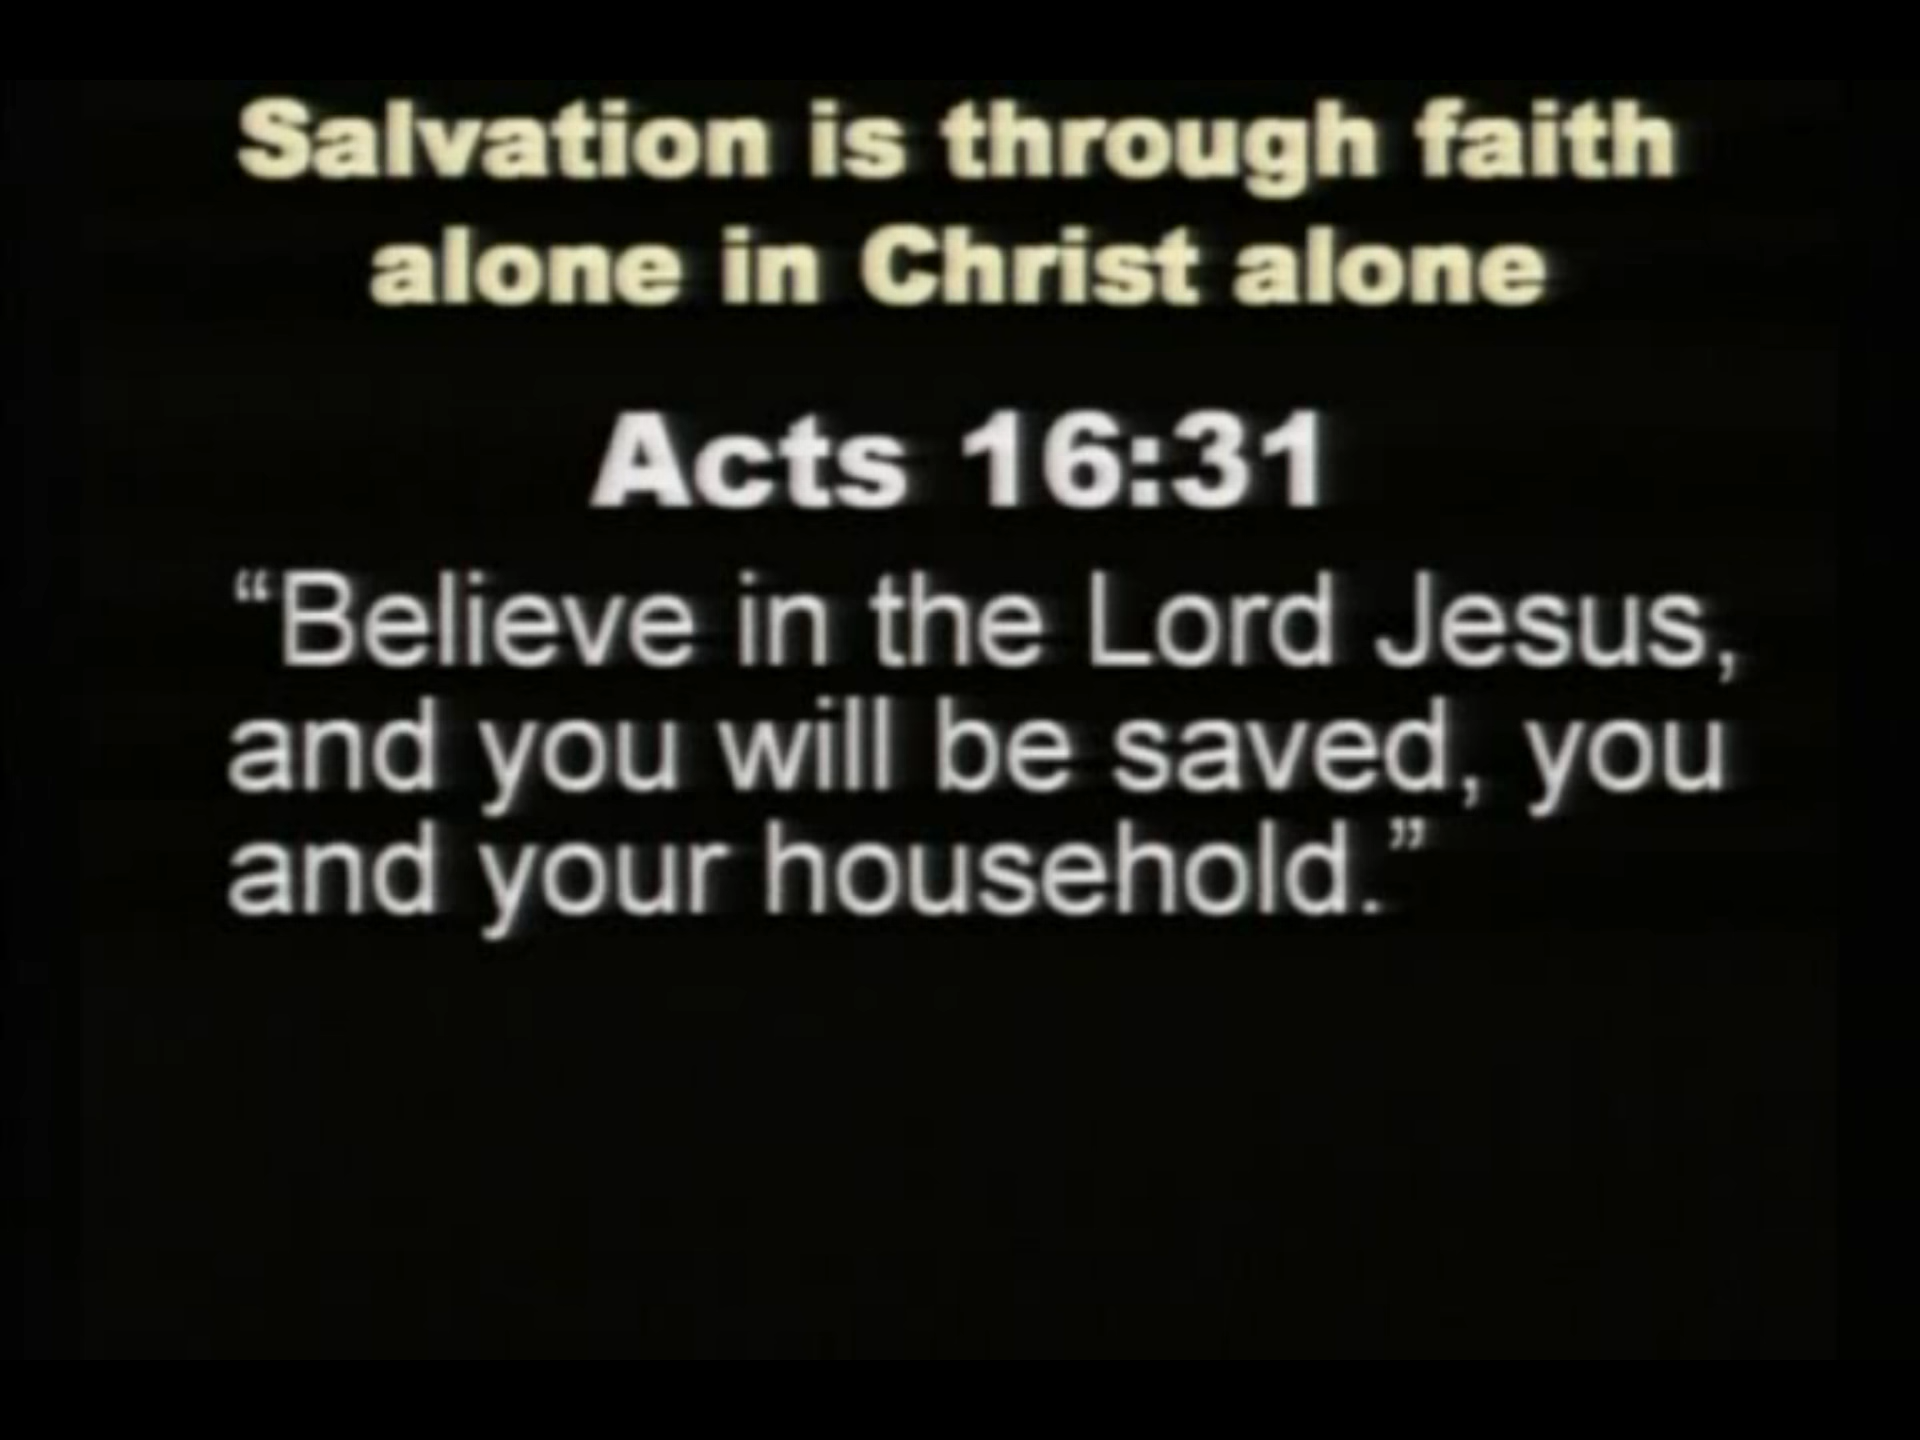 Salvation is through faith
alone in Christ alone
Acts 16:31
“Believe in the Lord Jesus,
and you will be saved, you
and your household.”